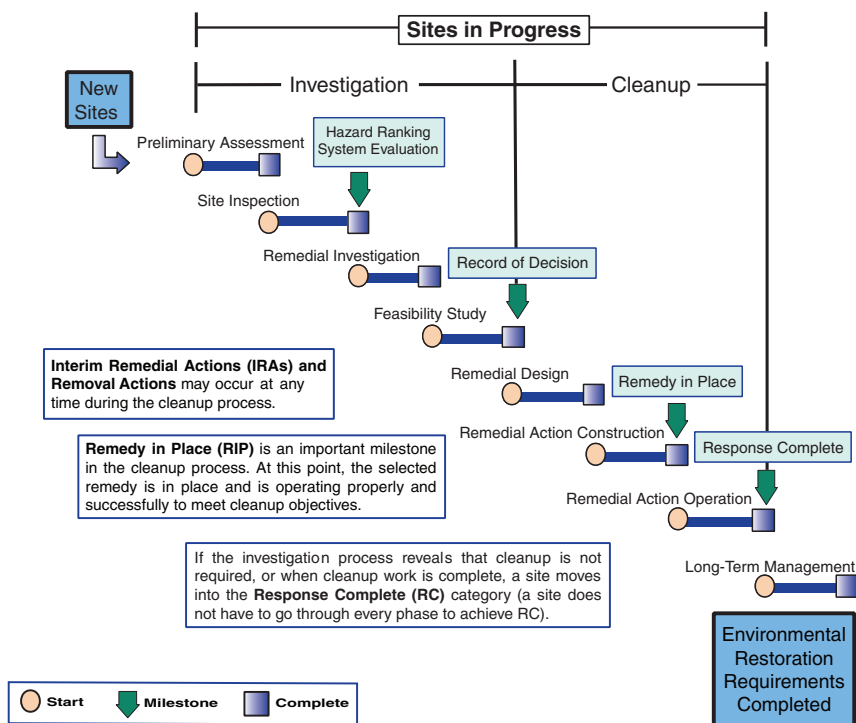 Sites in Progress
Investigation
Cleanup
New
Sites
Preliminary Assessment
Hazard Ranking
System Evaluation
Site Inspection
Remedial Investigation
Record of Decision
Feasibility Study
Interim Remedial Actions (IRAs) and
Removal Actions may occur at any
time during the cleanup process.
Remedial Design
Remedy in Place
Remedy in Place (RIP) is an important milestone
in the cleanup process. At this point, the selected
remedy is in place and is operating properly and
successfully to meet cleanup objectives.
Remedial Action Construction
Response Complete
Remedial Action Operation
If the investigation process reveals that cleanup is not
required, or when cleanup work is complete, a site moves
into the Response Complete (RC) category (a site does
not have to go through every phase to achieve RC).
Long-Term Management
Environmental
Restoration
Requirements
Completed
Start
Milestone
Complete